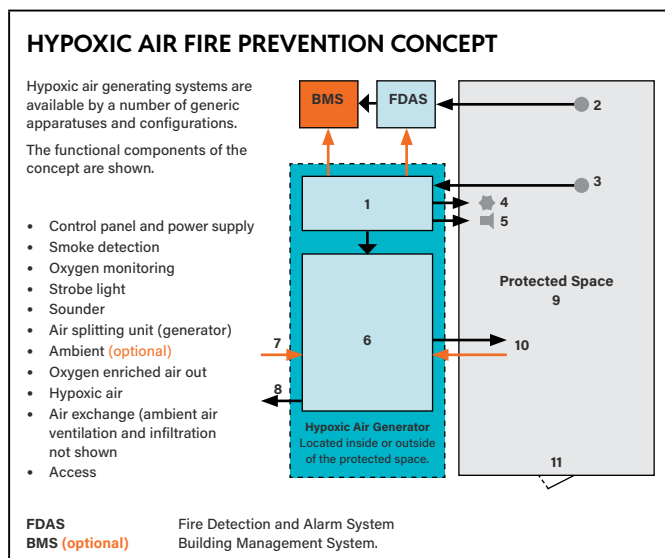 HYPOXIC AIR FIRE PREVENTION CONCEPT
Hypoxic air generating systems are
available by a number of generic
apparatuses and configurations.
The functional components of the
concept are shown.
• Control panel and power supply
• Smoke detection
• Oxygen monitoring
• Strobe light
• Sounder
• Air splitting unit (generator)
• Ambient (optional)
• Oxygen enriched air out
• Hypoxic air
• Air exchange (ambient air
ventilation and infiltration
not shown
• Access
BMS
FDAS
2
3
1
4
5
Protected Space
9
6
7
10
8
Hypoxic Air Generator
Located inside or outside
of the protected space.
11
FDAS Fire Detection and Alarm System
BMS (optional) Building Management System.